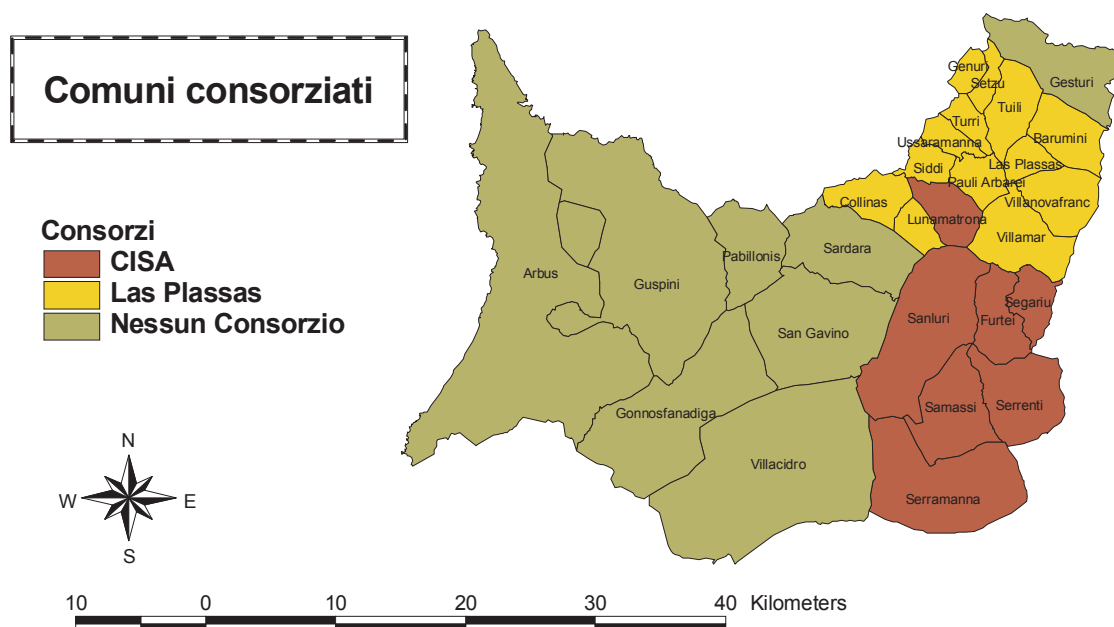 Comuni consorziati
Consorzi
CISA
Las Plassas
Nessun Consorzio
N
W
E
S
10 0 10 20 30 40 Kilometers
Genuri
Setzu
Gesturi
Tuili
Turri
Barumini
Ussaramanna
Siddi
Las Plassas
Pauli Arbarei
Collinas
Villanovafranc
Lunamatrona
Villamar
Sardara
Pabillonis
Arbus
Guspini
Segariu
Sanluri
Furtei
San Gavino
Gonnosfanadiga
Samassi
Serrenti
Villacidro
Serramanna